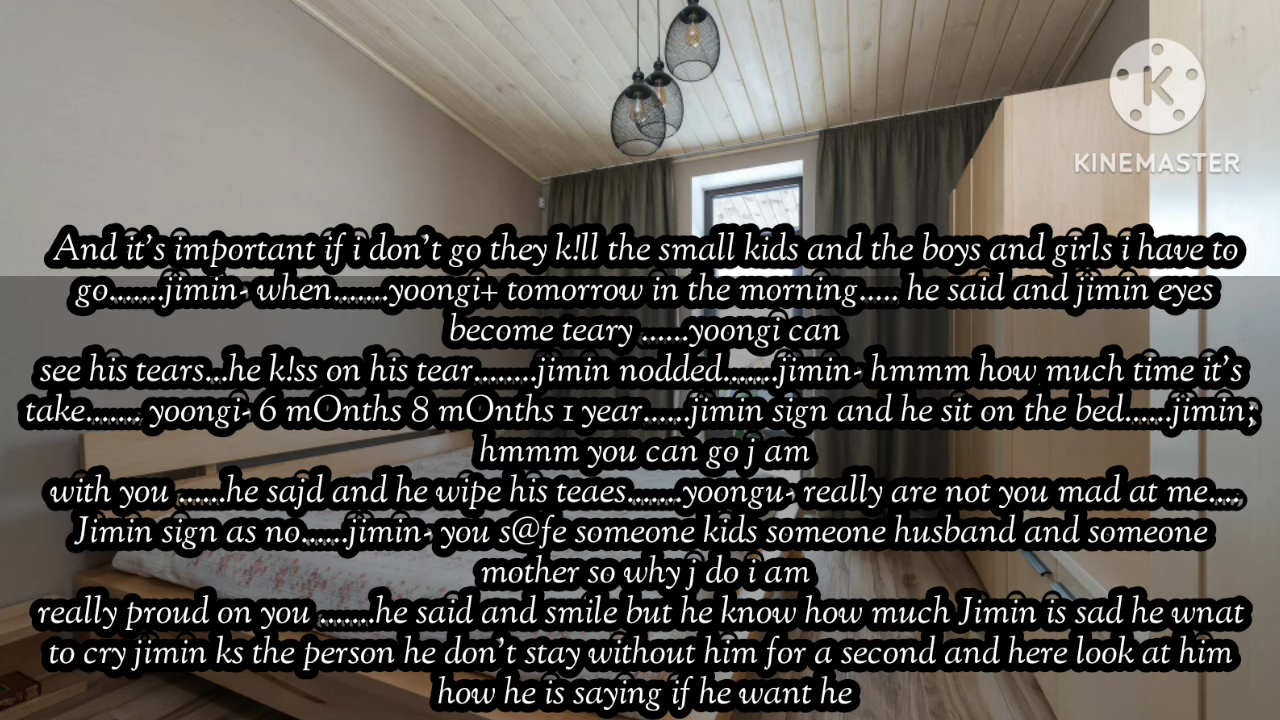 K
KINEMASTER
And it's important if i don't go they k!ll the small kids and the boys and girls i have to
go.......jimin- when.......yoongi+ tomorrow in the morning..... he said and jimin eyes
become teary ......yoongi can
see his tears...he k!ss on his tear........jimin nodded.......jimin- hmmm how much time it's
take....... yoongi- 6 mOnths 8 mOnths 1 year......jimin sign and he sit on the bed......jimin;
hmmm you can go j am
with you ......he sajd and he wipe his teaes.......yoongu- really are not you mad at me....
Jimin sign as no.......jimin- you s@fe someone kids someone husband and someone
mother so why j do i am
really proud on you .......he said and smile but he know how much Jimin is sad he wnat
to cry jimin ks the person he don't stay without him for a second and here look at him
how he is saying if he want he